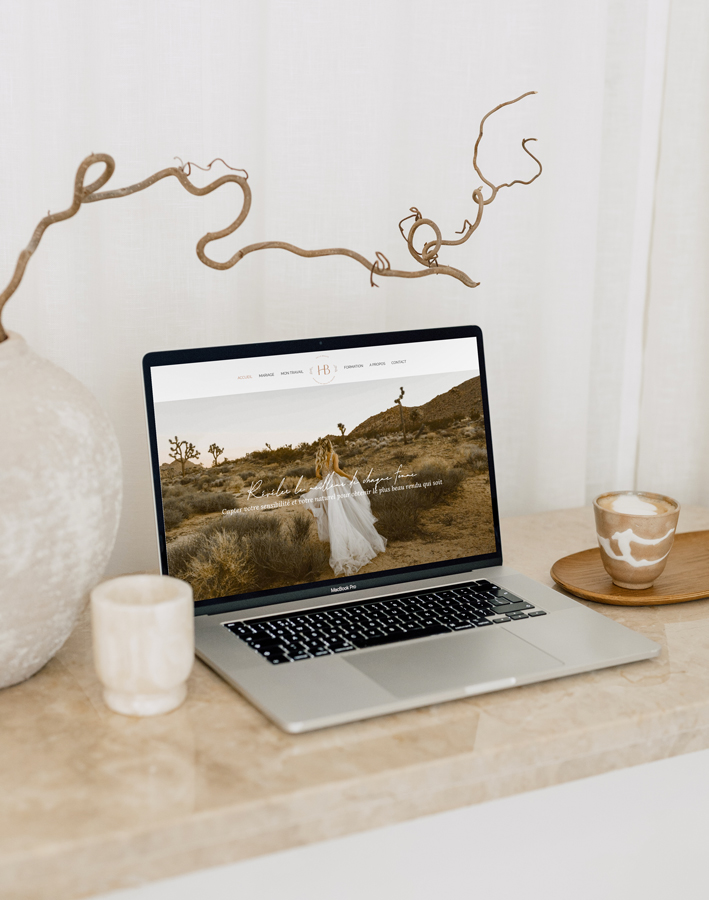 ACCUEIL MARIAGE MON TRAVAIL HB FORMATION A PROPOS CONTACT
Révéler le meilleur de chaque femme
Capter votre sensibilité et votre naturel pour obtenir le plus beau rendu qui soit
MacBook Pro